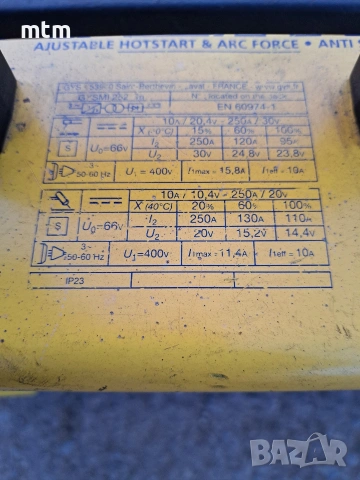 mtm
AJUSTABLE HOTSTART & ARC FORCE • ANTI
EN 60974-1
10A / 20,4V - 250A / 30V
X (40°C) 15% 60% 100%
S U0=66V I2 250A 120A 95A
U2 30V 24,8V 23,8V
3~ 50-60 Hz U1 = 400V I1max = 15,8A I1eff = 10A
10A / 10,4V - 250A / 20V
X (40°C) 20% 60% 100%
S U0=66V I2 250A 130A 110A
U2 20V 15,2V 14,4V
3~ 50-60 Hz U1=400V I1max = 11,4A I1eff = 10A
IP23
bazar.bg